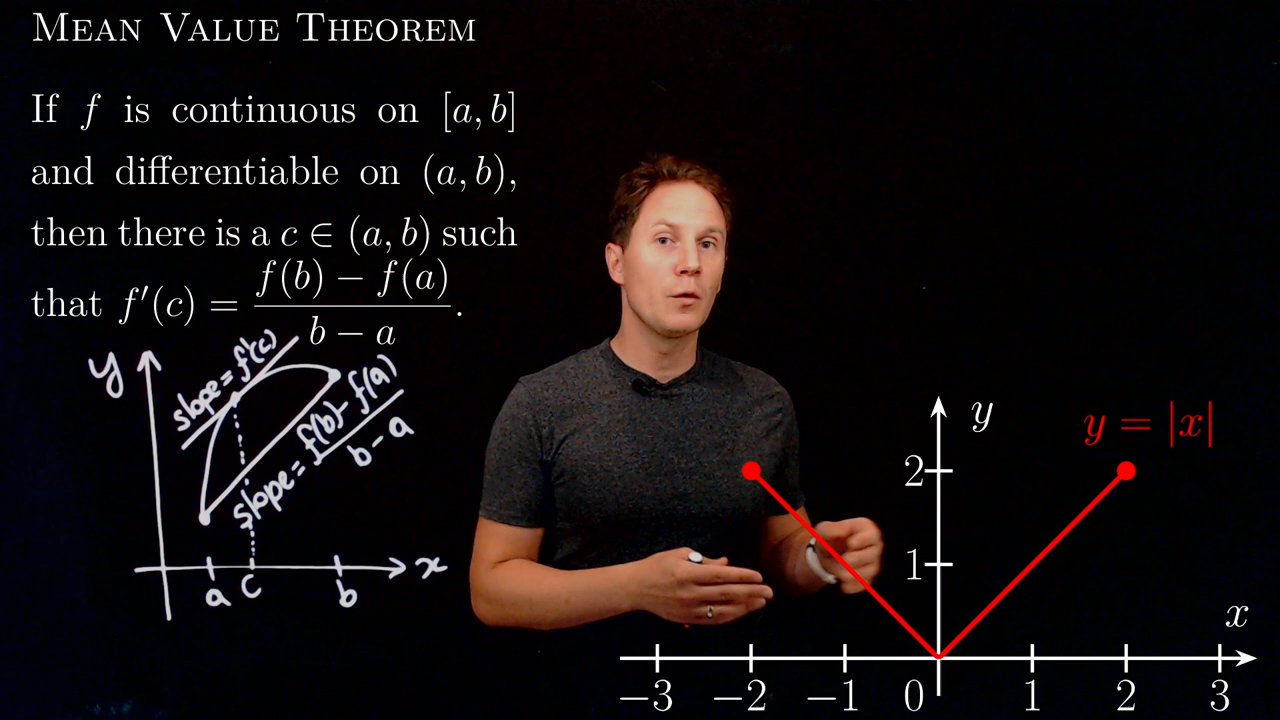 Mean Value Theorem
If f is continuous on [a, b]
and differentiable on (a, b),
then there is a c ∈ (a, b) such
that f′(c) = f(b) − f(a) / b − a.
y
slope = f'(c)
slope = f(b) - f(a) / b - a
a c b
x
y
y = |x|
2
1
x
−3 −2 −1 0 1 2 3